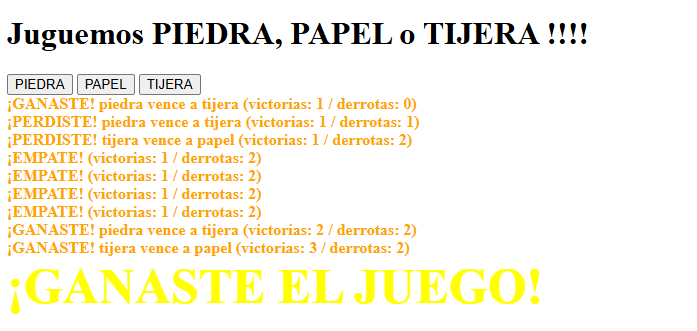 Juguemos PIEDRA, PAPEL o TIJERA !!!!
PIEDRA PAPEL TIJERA
¡GANASTE! piedra vence a tijera (victorias: 1 / derrotas: 0)
¡PERDISTE! piedra vence a tijera (victorias: 1 / derrotas: 1)
¡PERDISTE! tijera vence a papel (victorias: 1 / derrotas: 2)
¡EMPATE! (victorias: 1 / derrotas: 2)
¡EMPATE! (victorias: 1 / derrotas: 2)
¡EMPATE! (victorias: 1 / derrotas: 2)
¡EMPATE! (victorias: 1 / derrotas: 2)
¡GANASTE! piedra vence a tijera (victorias: 2 / derrotas: 2)
¡GANASTE! tijera vence a papel (victorias: 3 / derrotas: 2)
¡GANASTE EL JUEGO!